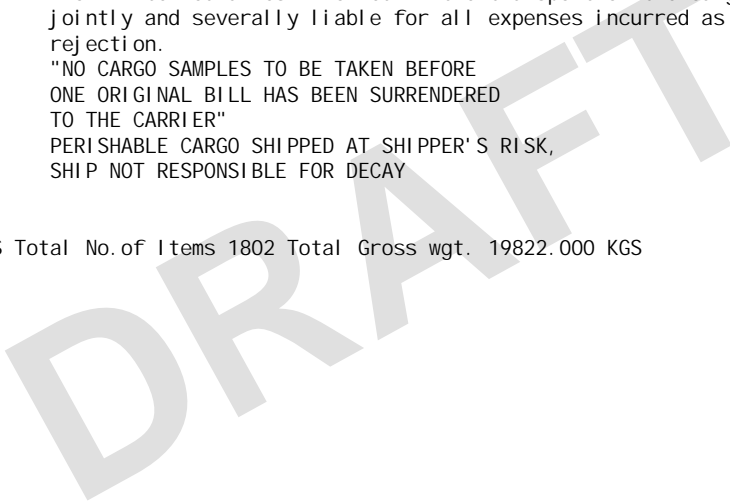 jointly and severally liable for all expenses incurred as
rejection.
"NO CARGO SAMPLES TO BE TAKEN BEFORE
ONE ORIGINAL BILL HAS BEEN SURRENDERED
TO THE CARRIER"
PERISHABLE CARGO SHIPPED AT SHIPPER'S RISK,
SHIP NOT RESPONSIBLE FOR DECAY
S Total No.of Items 1802 Total Gross wgt. 19822.000 KGS
DRAFT